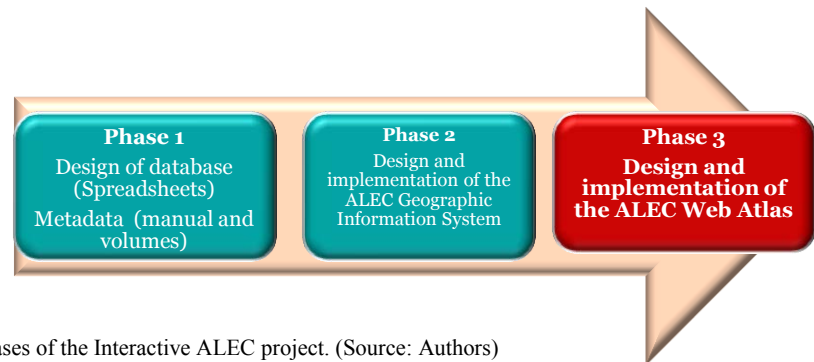 Phase 1
Design of database
(Spreadsheets)
Metadata (manual and
volumes)
Phase 2
Design and
implementation of the
ALEC Geographic
Information System
Phase 3
Design and
implementation of
the ALEC Web Atlas
of the Interactive ALEC project. (Source: Authors)